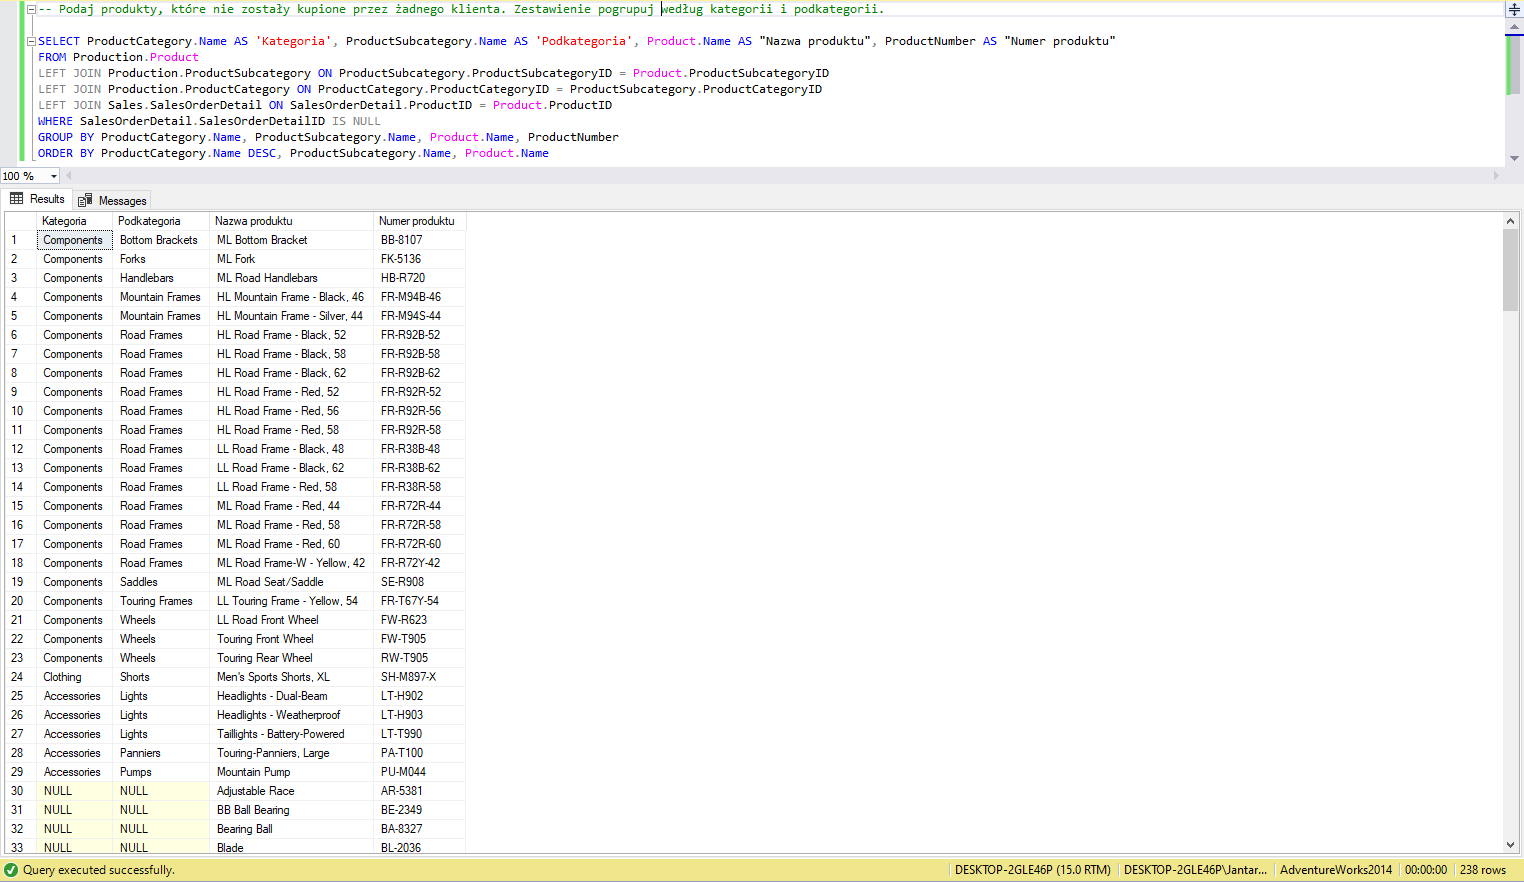 -- Podaj produkty, które nie zostały kupione przez żadnego klienta. Zestawienie pogrupuj według kategorii i podkategorii.
SELECT ProductCategory.Name AS 'Kategoria', ProductSubcategory.Name AS 'Podkategoria', Product.Name AS "Nazwa produktu", ProductNumber AS "Numer produktu"
FROM Production.Product
LEFT JOIN Production.ProductSubcategory ON ProductSubcategory.ProductSubcategoryID = Product.ProductSubcategoryID
LEFT JOIN Production.ProductCategory ON ProductCategory.ProductCategoryID = ProductSubcategory.ProductCategoryID
LEFT JOIN Sales.SalesOrderDetail ON SalesOrderDetail.ProductID = Product.ProductID
WHERE SalesOrderDetail.SalesOrderDetailID IS NULL
GROUP BY ProductCategory.Name, ProductSubcategory.Name, Product.Name, ProductNumber
ORDER BY ProductCategory.Name DESC, ProductSubcategory.Name, Product.Name
100 %
Results Messages
Kategoria Podkategoria Nazwa produktu Numer produktu
1 Components Bottom Brackets ML Bottom Bracket BB-8107
2 Components Forks ML Fork FK-5136
3 Components Handlebars ML Road Handlebars HB-R720
4 Components Mountain Frames HL Mountain Frame - Black, 46 FR-M94B-46
5 Components Mountain Frames HL Mountain Frame - Silver, 44 FR-M94S-44
6 Components Road Frames HL Road Frame - Black, 52 FR-R92B-52
7 Components Road Frames HL Road Frame - Black, 58 FR-R92B-58
8 Components Road Frames HL Road Frame - Black, 62 FR-R92B-62
9 Components Road Frames HL Road Frame - Red, 52 FR-R92R-52
10 Components Road Frames HL Road Frame - Red, 56 FR-R92R-56
11 Components Road Frames HL Road Frame - Red, 58 FR-R92R-58
12 Components Road Frames LL Road Frame - Black, 48 FR-R38B-48
13 Components Road Frames LL Road Frame - Black, 62 FR-R38B-62
14 Components Road Frames LL Road Frame - Red, 58 FR-R38R-58
15 Components Road Frames ML Road Frame - Red, 44 FR-R72R-44
16 Components Road Frames ML Road Frame - Red, 58 FR-R72R-58
17 Components Road Frames ML Road Frame - Red, 60 FR-R72R-60
18 Components Road Frames ML Road Frame-W - Yellow, 42 FR-R72Y-42
19 Components Saddles ML Road Seat/Saddle SE-R908
20 Components Touring Frames LL Touring Frame - Yellow, 54 FR-T67Y-54
21 Components Wheels LL Road Front Wheel FW-R623
22 Components Wheels Touring Front Wheel FW-T905
23 Components Wheels Touring Rear Wheel RW-T905
24 Clothing Shorts Men's Sports Shorts, XL SH-M897-X
25 Accessories Lights Headlights - Dual-Beam LT-H902
26 Accessories Lights Headlights - Weatherproof LT-H903
27 Accessories Lights Taillights - Battery-Powered LT-T990
28 Accessories Panniers Touring-Panniers, Large PA-T100
29 Accessories Pumps Mountain Pump PU-M044
30 NULL NULL Adjustable Race AR-5381
31 NULL NULL BB Ball Bearing BE-2349
32 NULL NULL Bearing Ball BA-8327
33 NULL NULL Blade BL-2036
Query executed successfully. DESKTOP-2GLE46P (15.0 RTM) DESKTOP-2GLE46P\Jantar... AdventureWorks2014 00:00:00 238 rows